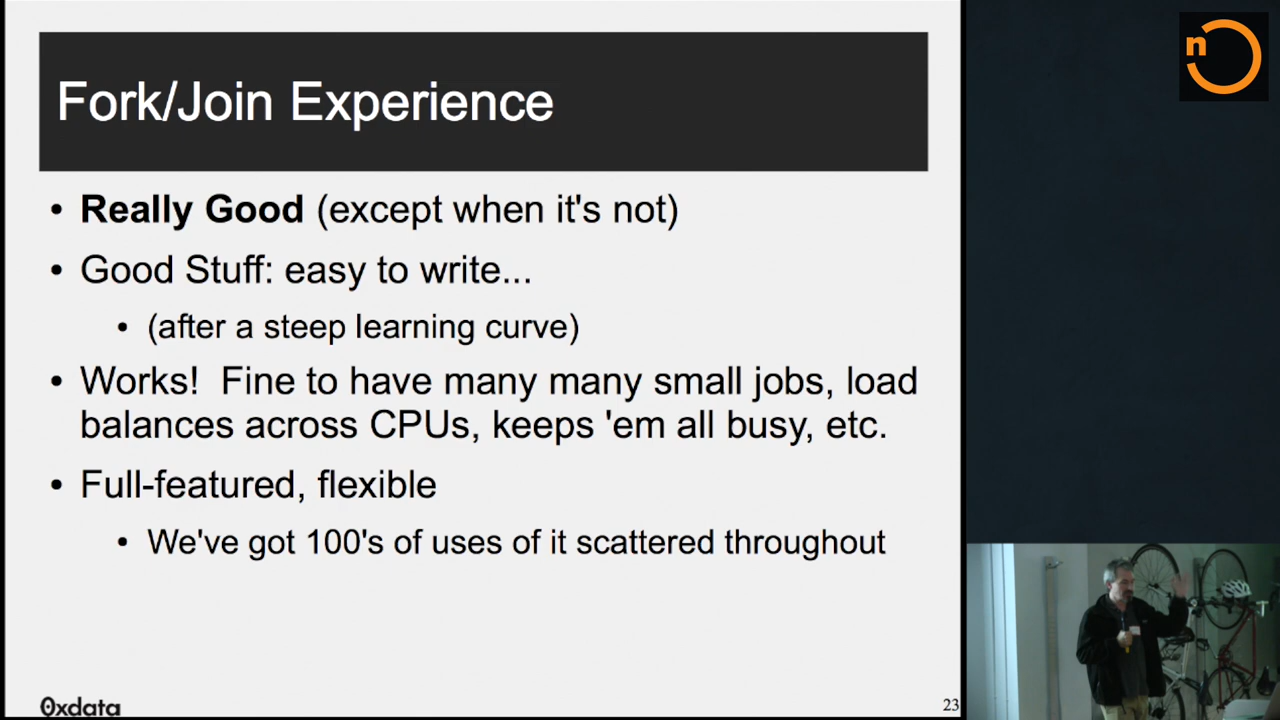 Fork/Join Experience
• Really Good (except when it's not)
• Good Stuff: easy to write...
• (after a steep learning curve)
• Works!  Fine to have many many small jobs, load
balances across CPUs, keeps 'em all busy, etc.
• Full-featured, flexible
• We've got 100's of uses of it scattered throughout
0xdata
23
n